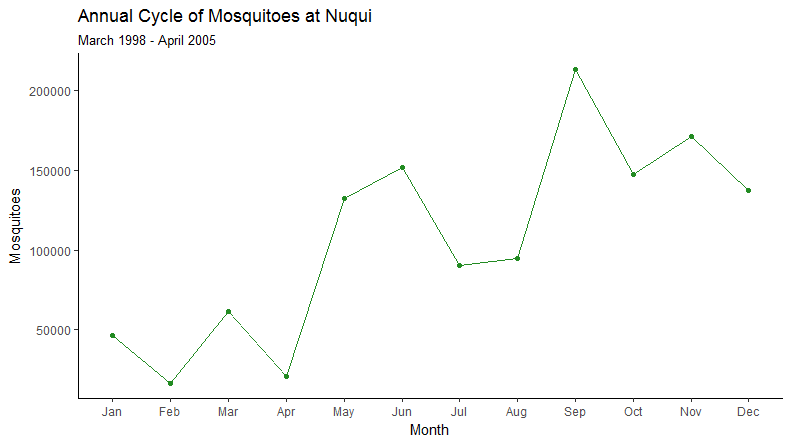 Annual Cycle of Mosquitoes at Nuqui
March 1998 - April 2005
200000
150000
100000
50000
Mosquitoes
Jan Feb Mar Apr May Jun Jul Aug Sep Oct Nov Dec
Month